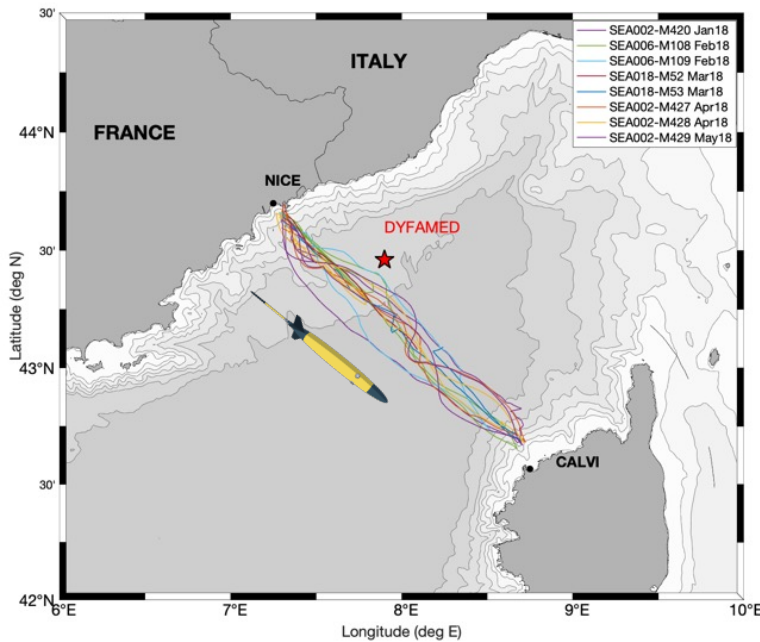 30'
SEA002-M420 Jan18
SEA006-M108 Feb18
SEA006-M109 Feb18
SEA018-M52 Mar18
SEA018-M53 Mar18
SEA002-M427 Apr18
SEA002-M428 Apr18
SEA002-M429 May18
ITALY
44°N
FRANCE
NICE
DYFAMED
30'
Latitude (deg N)
43°N
CALVI
30'
42°N
6°E
7°E
8°E
9°E
10°E
Longitude (deg E)